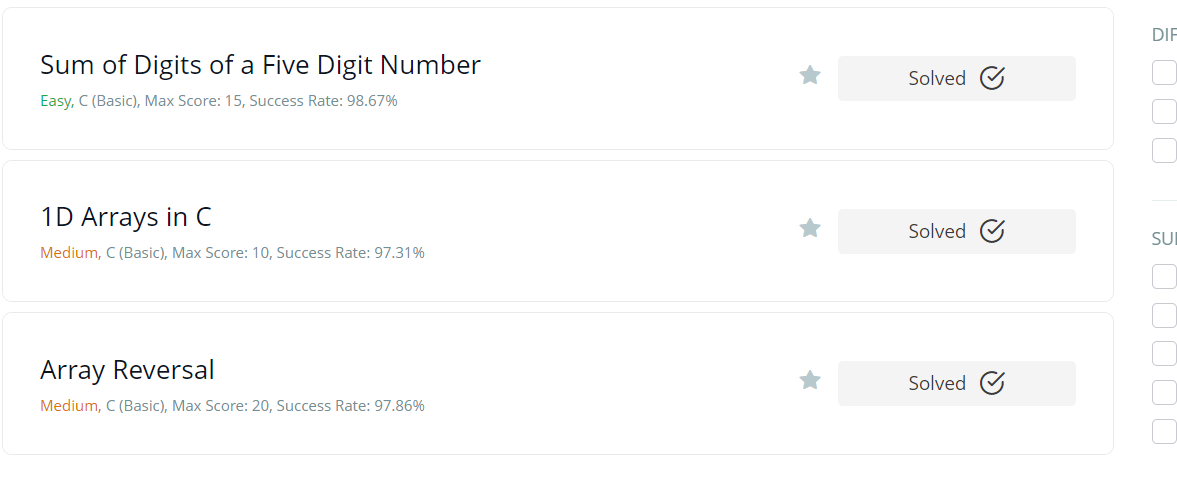 Sum of Digits of a Five Digit Number
Easy, C (Basic), Max Score: 15, Success Rate: 98.67%
Solved
1D Arrays in C
Medium, C (Basic), Max Score: 10, Success Rate: 97.31%
Solved
Array Reversal
Medium, C (Basic), Max Score: 20, Success Rate: 97.86%
Solved
DIF
SUI